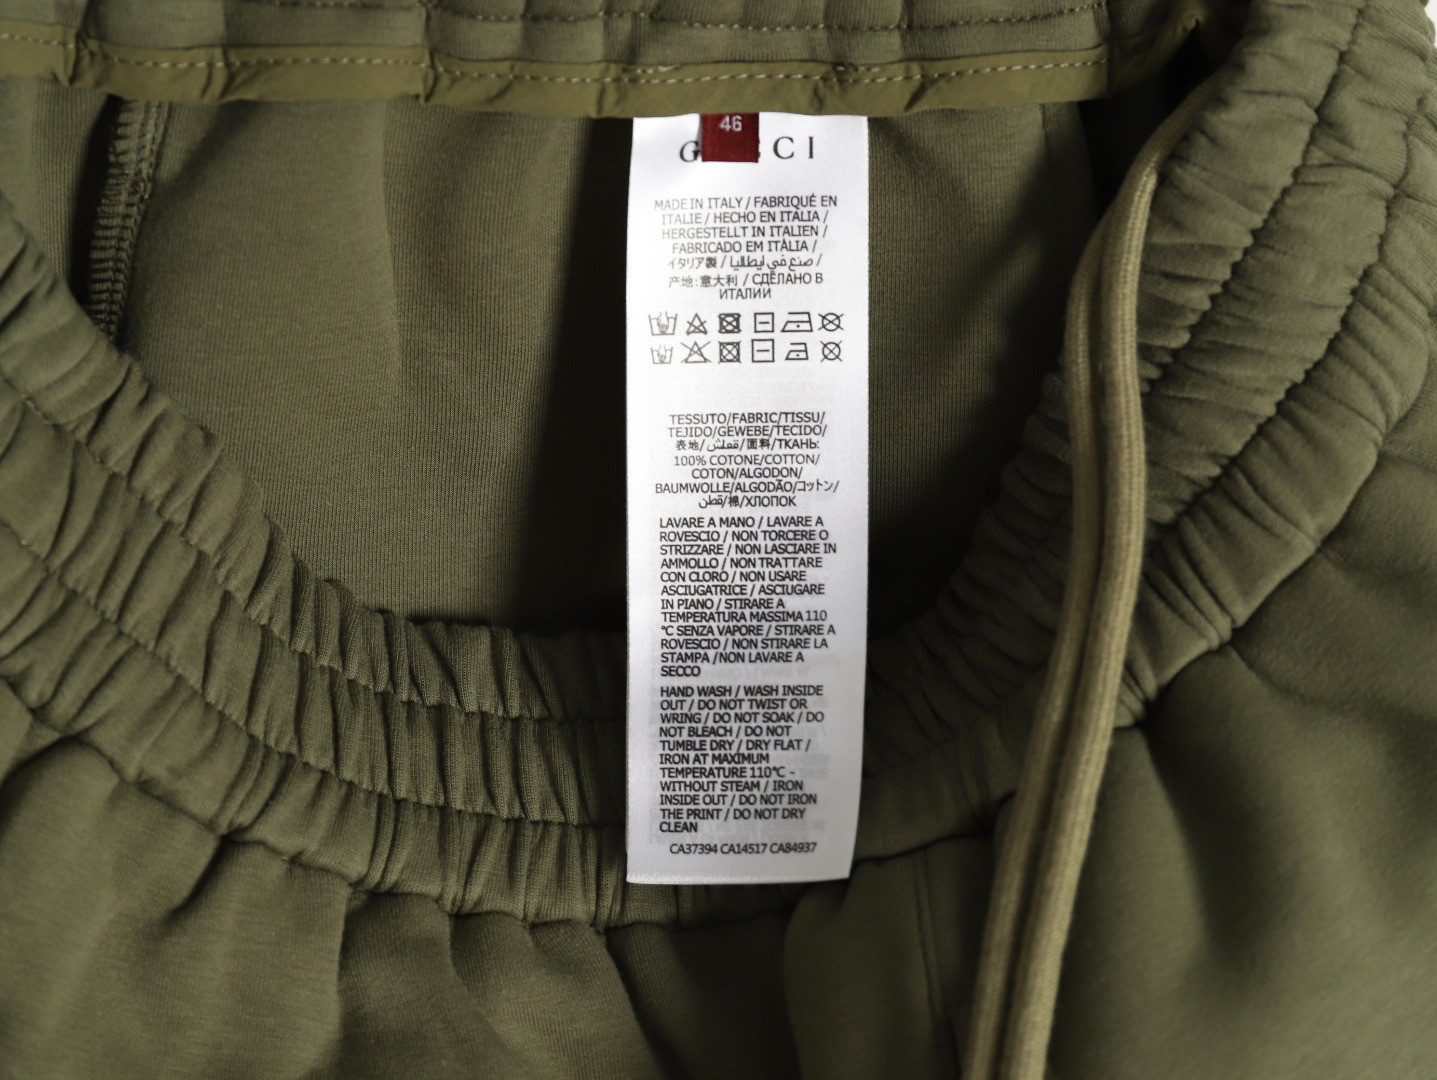 46
G CCI
MADE IN ITALY / FABRIQUÉ EN
ITALIE / HECHO EN ITALIA /
HERGESTELLT IN ITALIEN /
FABRICADO EM ITÀLIA /
イタリア製 / صنع في ايطاليا /
产地:意大利 / СДЕЛАНО В
ИТАЛИИ
TESSUTO/FABRIC/TISSU/
TEJIDO/GEWEBE/TECIDO/
表地/قماش/面料/ТКАНЬ:
100% COTONE/COTTON/
COTON/ALGODON/
BAUMWOLLE/ALGODÃO/コットン/
قطن/棉/ХЛОПОК
LAVARE A MANO / LAVARE A
ROVESCIO / NON TORCERE O
STRIZZARE / NON LASCIARE IN
AMMOLLO / NON TRATTARE
CON CLORO / NON USARE
ASCIUGATRICE / ASCIUGARE
IN PIANO / STIRARE A
TEMPERATURA MASSIMA 110
°C SENZA VAPORE / STIRARE A
ROVESCIO / NON STIRARE LA
STAMPA /NON LAVARE A
SECCO
HAND WASH / WASH INSIDE
OUT / DO NOT TWIST OR
WRING / DO NOT SOAK / DO
NOT BLEACH / DO NOT
TUMBLE DRY / DRY FLAT /
IRON AT MAXIMUM
TEMPERATURE 110°C -
WITHOUT STEAM / IRON
INSIDE OUT / DO NOT IRON
THE PRINT / DO NOT DRY
CLEAN
CA37394 CA14517 CA84937